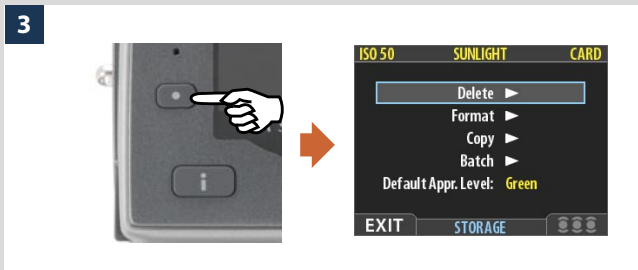 3
ISO 50 SUNLIGHT CARD
Delete ►
Format ►
Copy ►
Batch ►
Default Appr. Level: Green
EXIT STORAGE
i